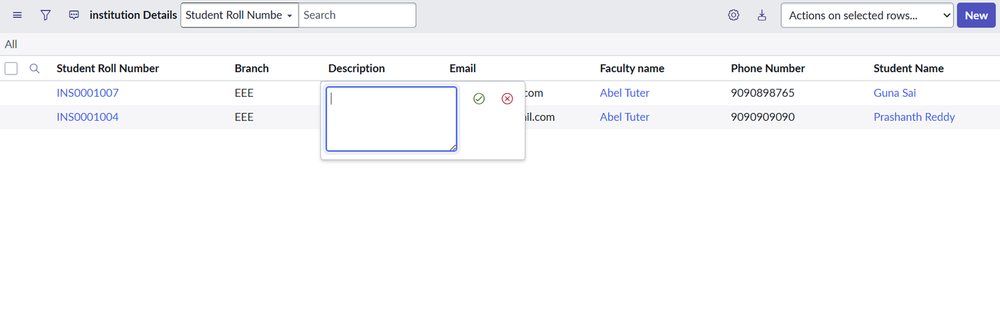 institution Details Student Roll Numbe Search Actions on selected rows... New
All
Student Roll Number Branch Description Email Faculty name Phone Number Student Name
INS0001007 EEE com Abel Tuter 9090898765 Guna Sai
INS0001004 EEE il.com Abel Tuter 9090909090 Prashanth Reddy